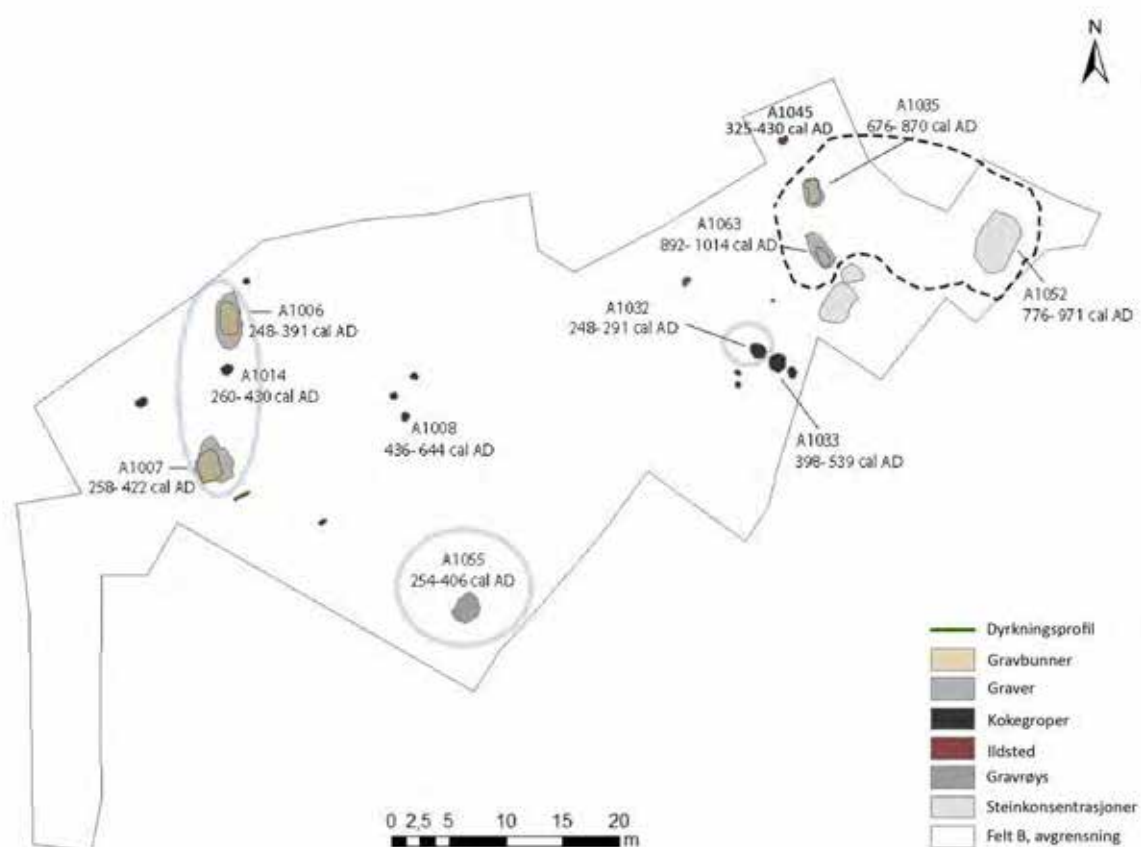 N
A1045
325-430 cal AD
A1035
676- 870 cal AD
A1063
892- 1014 cal AD
A1052
776- 971 cal AD
A1032
248- 291 cal AD
A1006
248-391 cal AD
A1014
260- 430 cal AD
A1008
436- 644 cal AD
A1033
398- 539 cal AD
A1007
258- 422 cal AD
A1055
254-406 cal AD
Dyrkningsprofil
Gravbunner
Graver
Kokegroper
Ildsted
Gravrøys
Steinkonsentrasjoner
Felt B, avgrensning
0 2,5 5 10 15 20
m